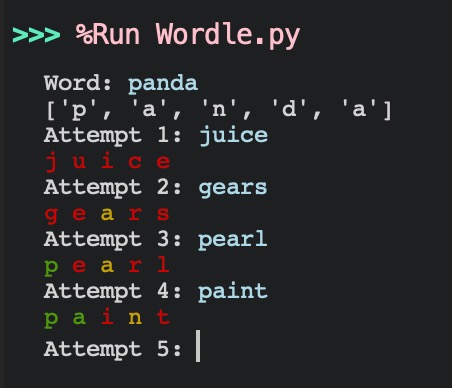 >>> %Run Wordle.py
Word: panda
['p', 'a', 'n', 'd', 'a']
Attempt 1: juice
j u i c e
Attempt 2: gears
g e a r s
Attempt 3: pearl
p e a r l
Attempt 4: paint
p a i n t
Attempt 5: